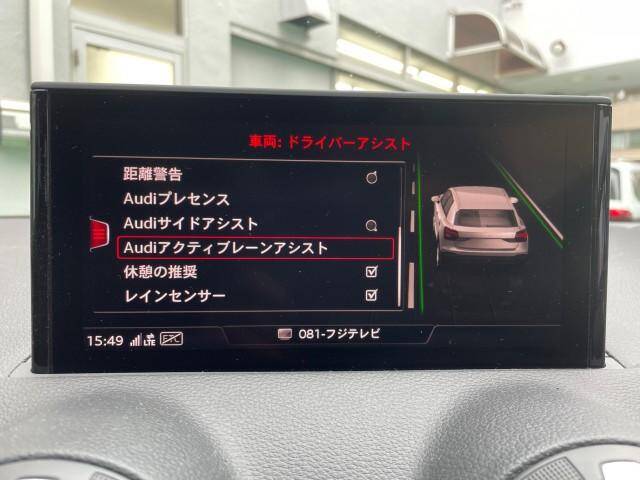 車両: ドライバーアシスト
距離警告
Audiプレセンス
Audiサイドアシスト
Audiアクティブレーンアシスト
休憩の推奨
レインセンサー
15:49 LTE ETC 081-フジテレビ